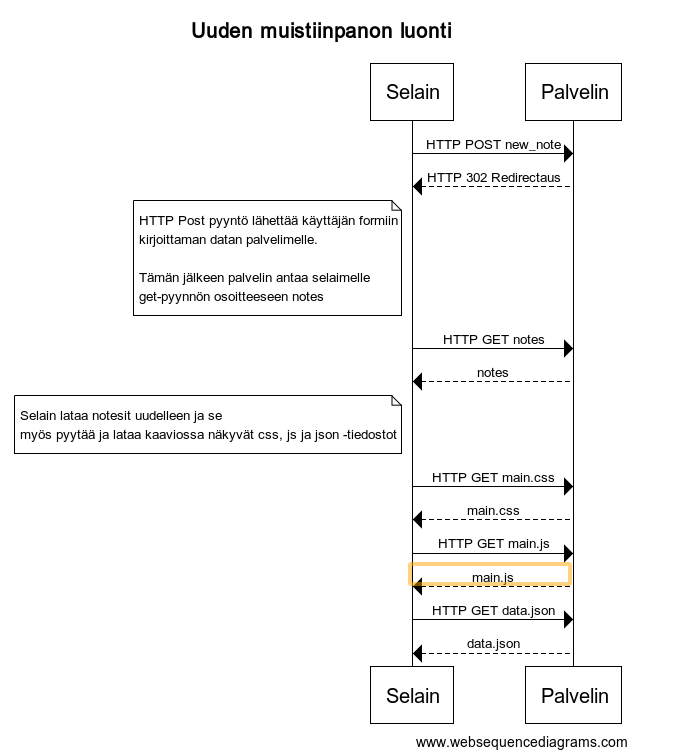 Uuden muistiinpanon luonti
Selain
Palvelin
HTTP POST new_note
HTTP 302 Redirectaus
HTTP Post pyyntö lähettää käyttäjän formiin
kirjoittaman datan palvelimelle.
Tämän jälkeen palvelin antaa selaimelle
get-pyynnön osoitteeseen notes
HTTP GET notes
notes
Selain lataa notesit uudelleen ja se
myös pyytää ja lataa kaaviossa näkyvät css, js ja json -tiedostot
HTTP GET main.css
main.css
HTTP GET main.js
main.js
HTTP GET data.json
data.json
Selain
Palvelin
www.websequencediagrams.com